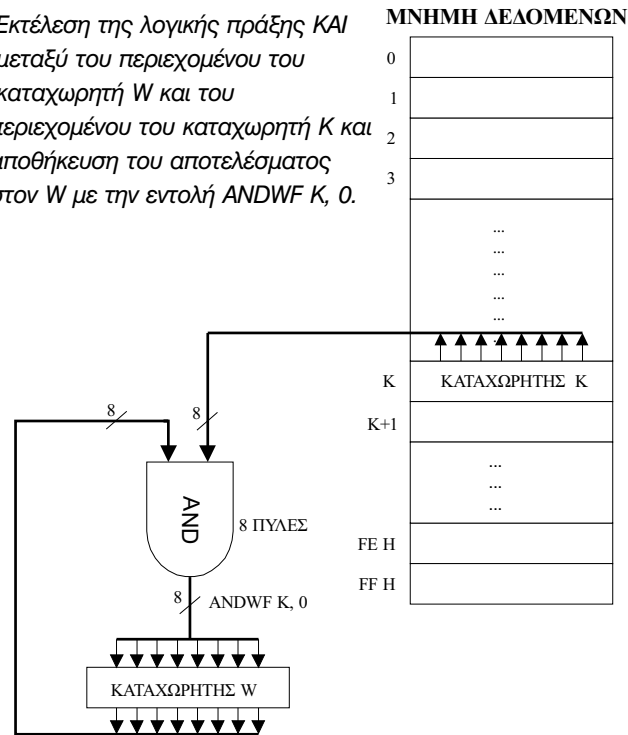 Εκτέλεση της λογικής πράξης ΚΑΙ
μεταξύ του περιεχομένου του
καταχωρητή W και του
περιεχομένου του καταχωρητή Κ και
αποθήκευση του αποτελέσματος
στον W με την εντολή ANDWF K, 0.
ΜΝΗΜΗ ΔΕΔΟΜΕΝΩΝ
0
1
2
3
...
...
...
...
...
K ΚΑΤΑΧΩΡΗΤΗΣ Κ
K+1
...
...
...
FE H
FF H
8 8
AND
8 ΠΥΛΕΣ
8 ANDWF K, 0
ΚΑΤΑΧΩΡΗΤΗΣ W